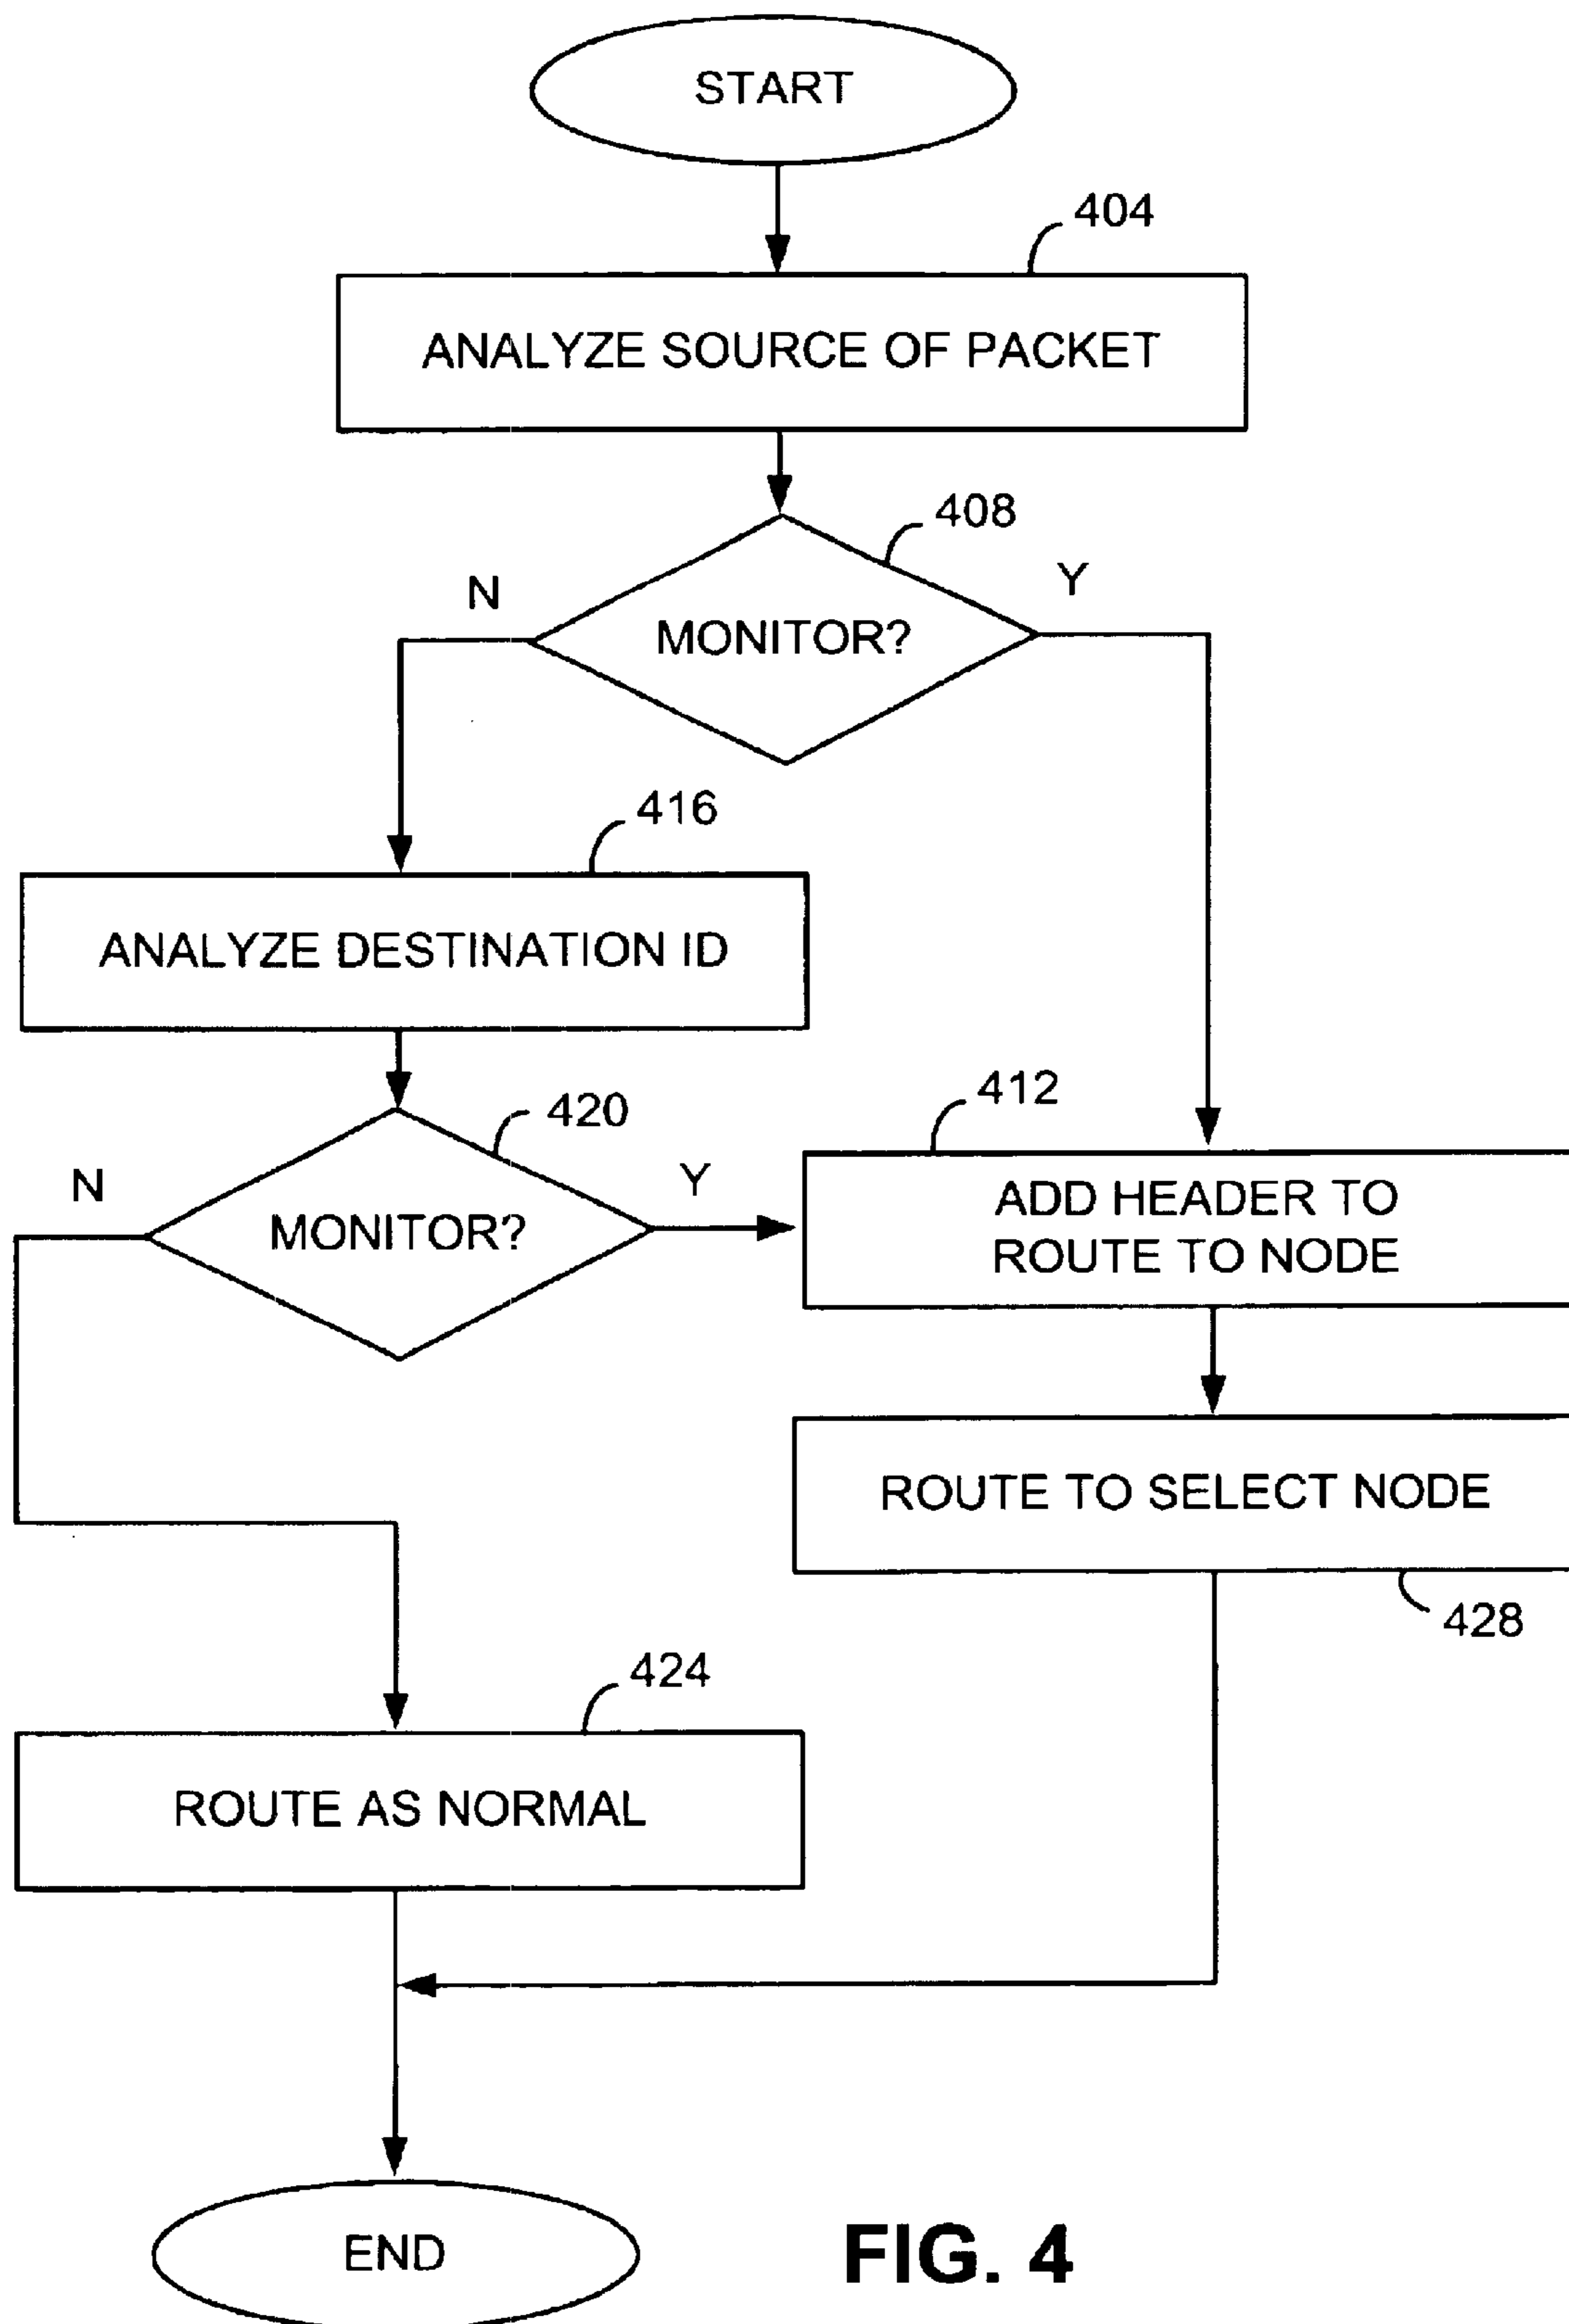 START
404
ANALYZE SOURCE OF PACKET
408
N
Y
MONITOR?
416
ANALYZE DESTINATION ID
412
420
N
Y
MONITOR?
ADD HEADER TO
ROUTE TO NODE
ROUTE TO SELECT NODE
428
424
ROUTE AS NORMAL
END
FIG. 4